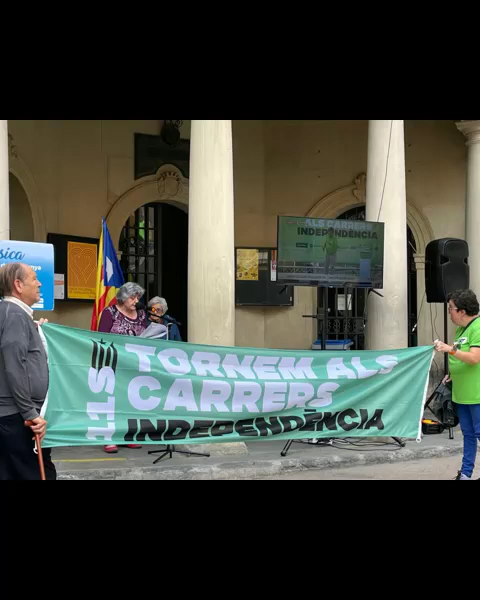 sica
ALS CARRERS
INDEPENDÈNCIA
11S
TORNEM ALS
CARRERS
INDEPENDÈNCIA